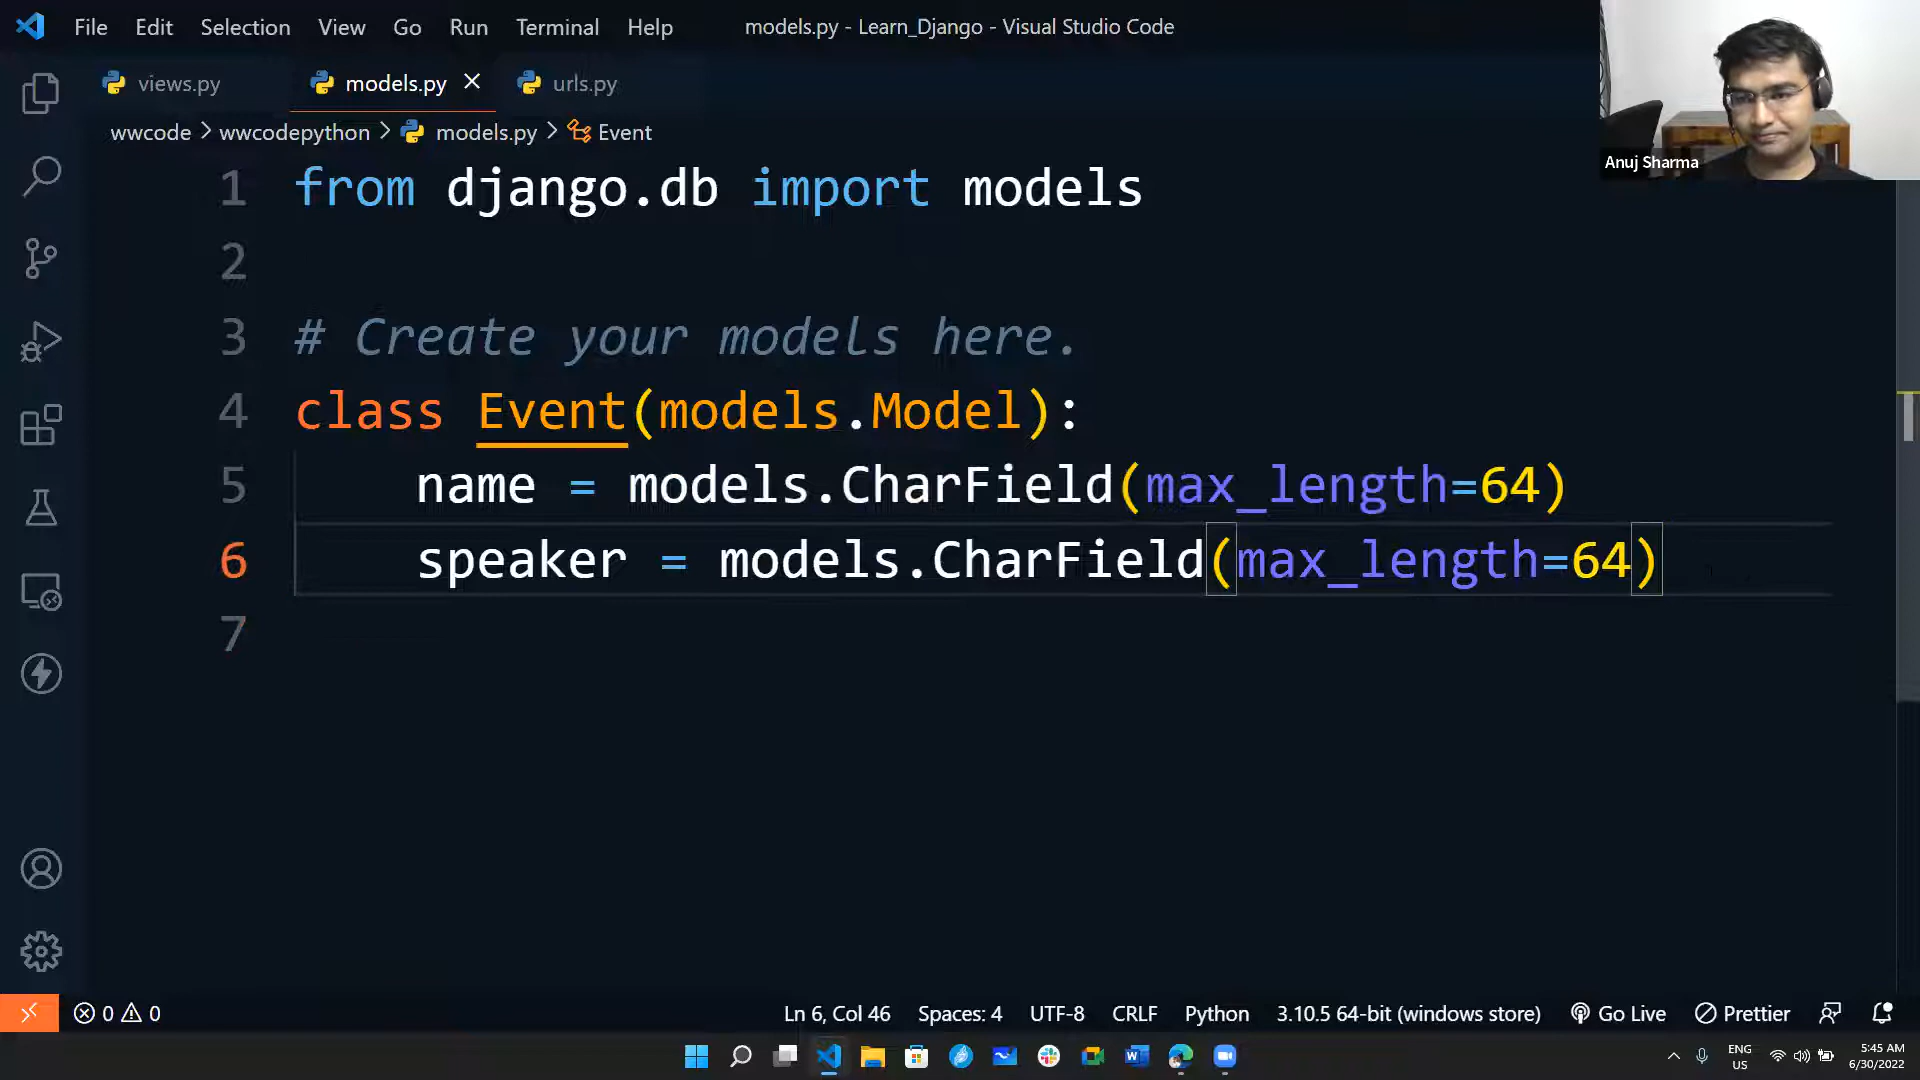 File Edit Selection View Go Run Terminal Help
models.py - Learn_Django - Visual Studio Code
views.py models.py urls.py
wwcode > wwcodepython > models.py > Event
Anuj Sharma
1 from django.db import models
2
3 # Create your models here.
4 class Event(models.Model):
5 name = models.CharField(max_length=64)
6 speaker = models.CharField(max_length=64)
7
0 0 Ln 6, Col 46 Spaces: 4 UTF-8 CRLF Python 3.10.5 64-bit (windows store) Go Live Prettier
ENG
US
5:45 AM
6/30/2022